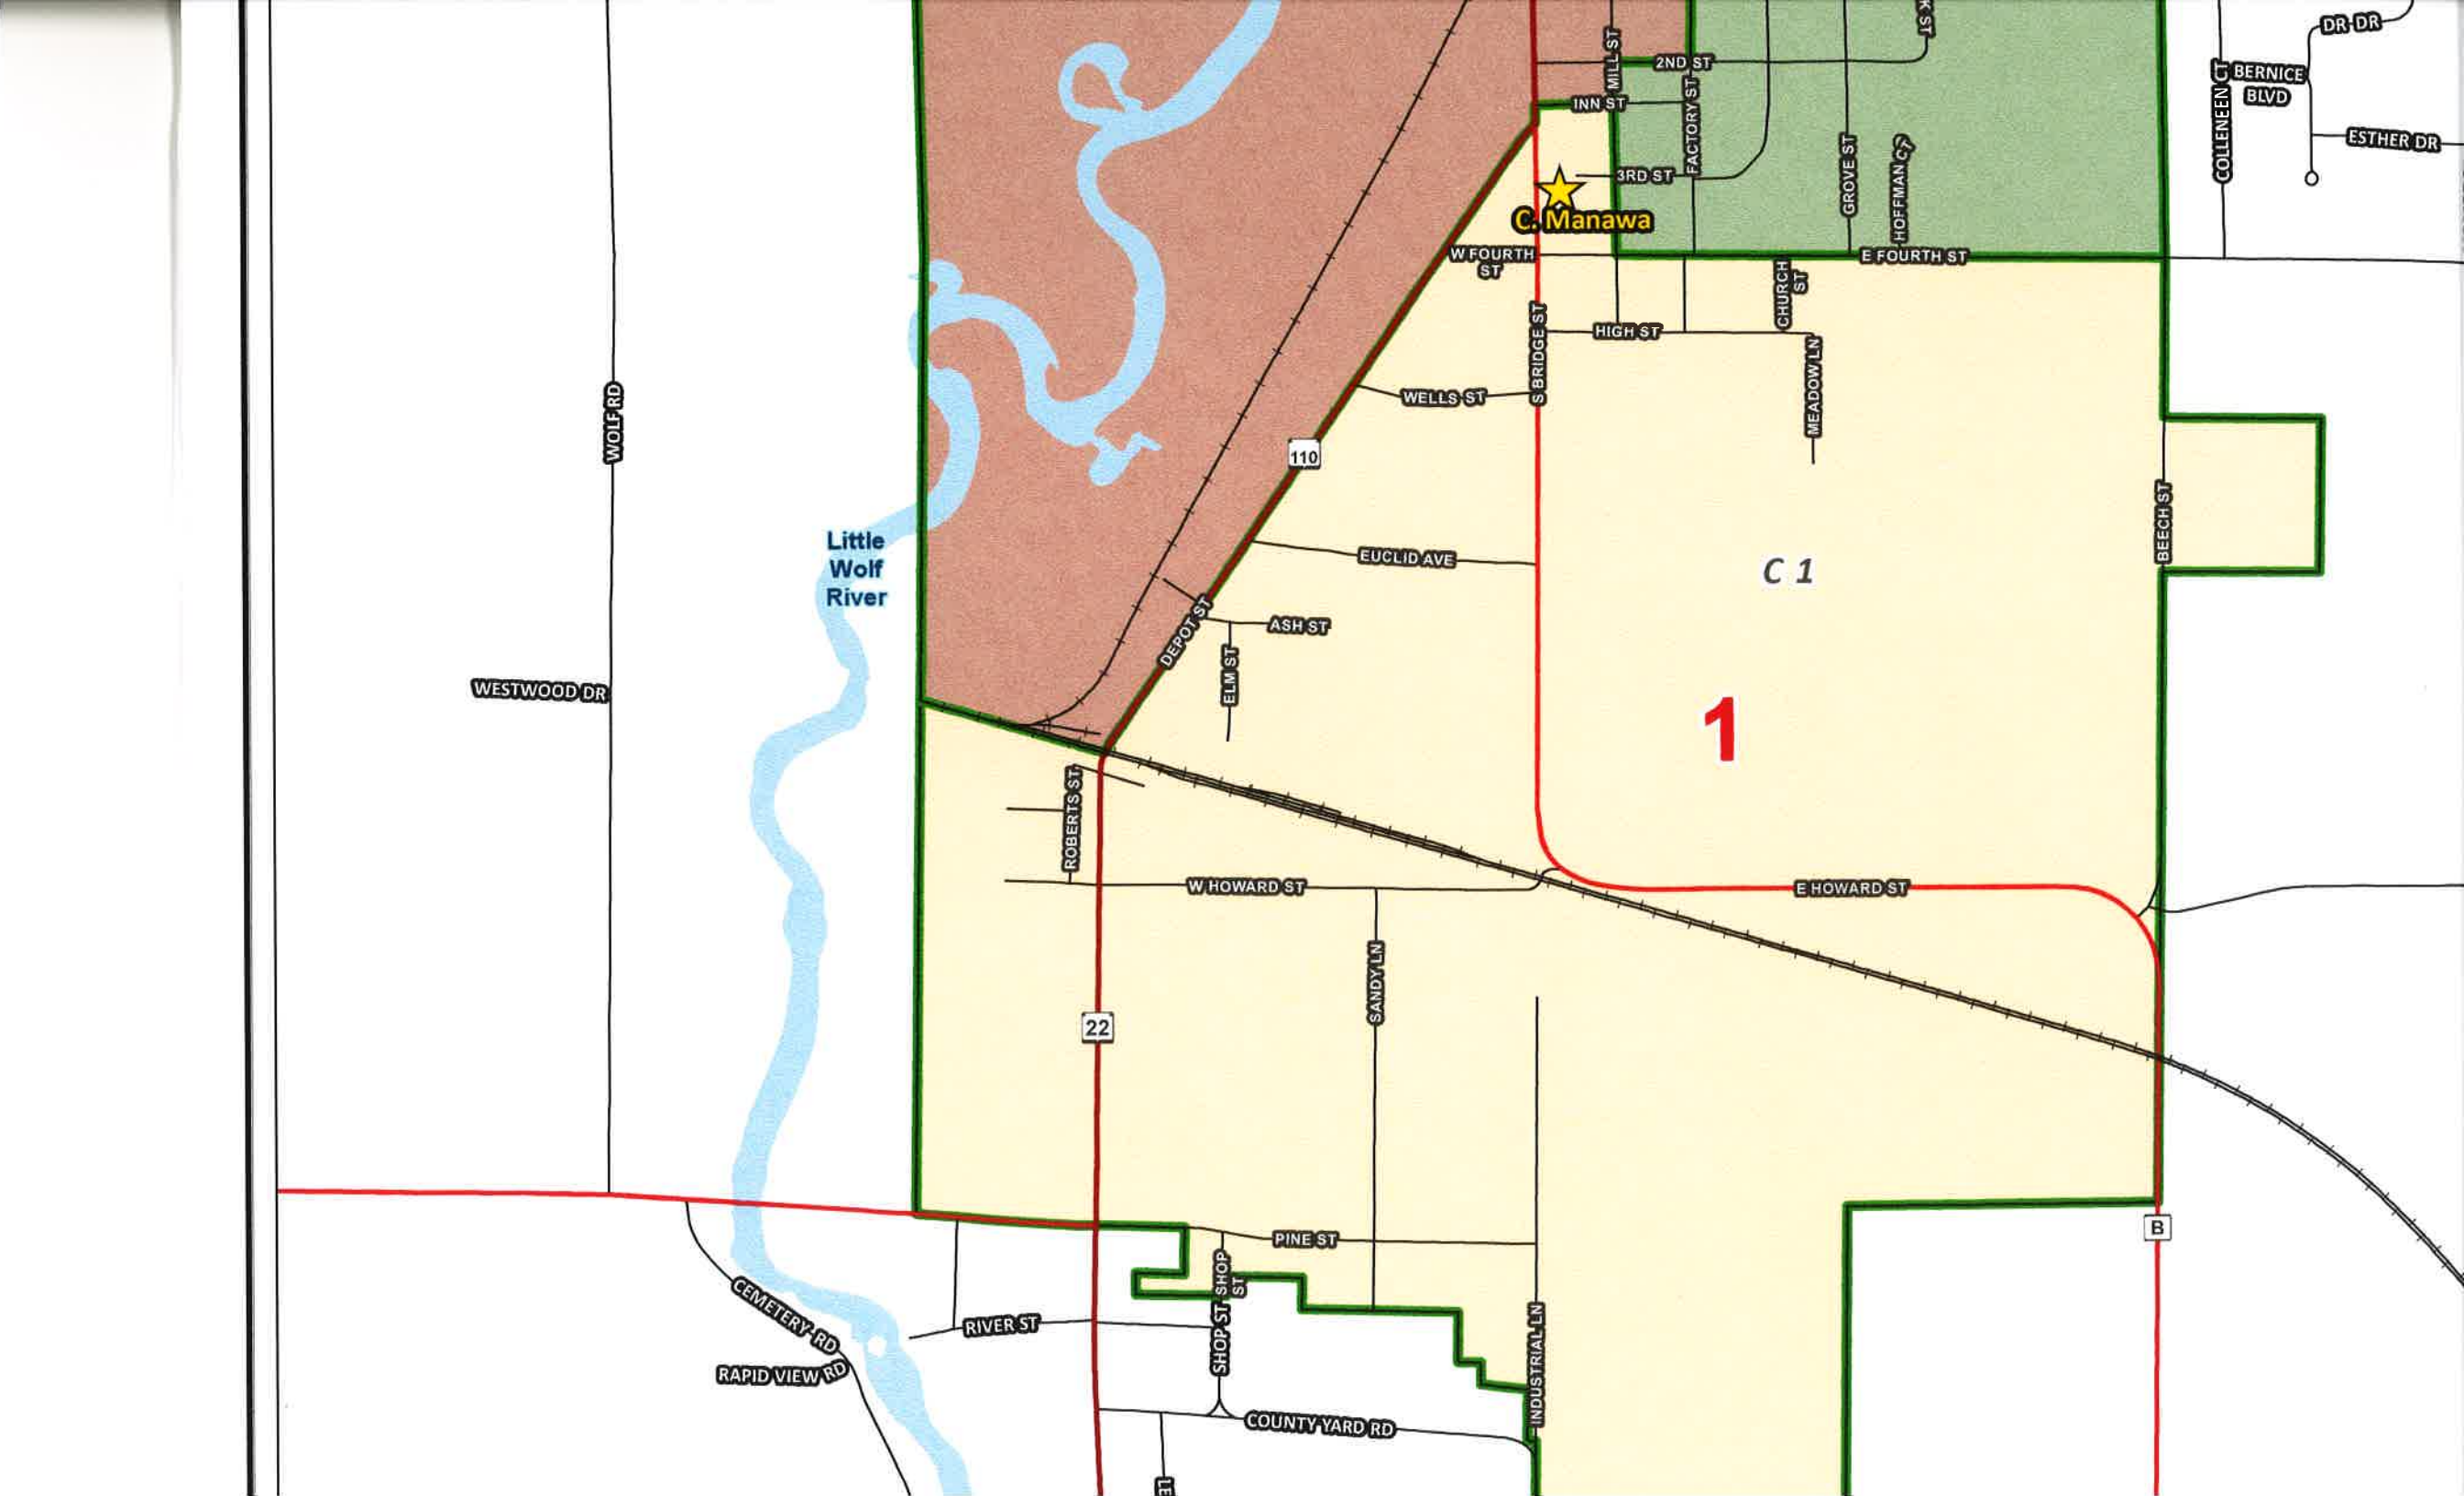 DR DR
K ST
MILL ST
2ND ST
BERNICE
BLVD
COLLEEN CT
INN ST
FACTORY ST
ESTHER DR
GROVE ST
HOFFMAN CT
3RD ST
C. Manawa
W FOURTH
ST
E FOURTH ST
CHURCH
ST
S BRIDGE ST
HIGH ST
MEADOW LN
WELLS ST
WOLF RD
110
BEECH ST
Little
Wolf
River
EUCLID AVE
C 1
DEPOT ST
ASH ST
ELM ST
WESTWOOD DR
1
ROBERTS ST
W HOWARD ST
E HOWARD ST
SANDY LN
22
PINE ST
B
SHOP
ST
CEMETERY RD
RIVER ST
SHOP ST
INDUSTRIAL LN
RAPID VIEW RD
COUNTY YARD RD
LE